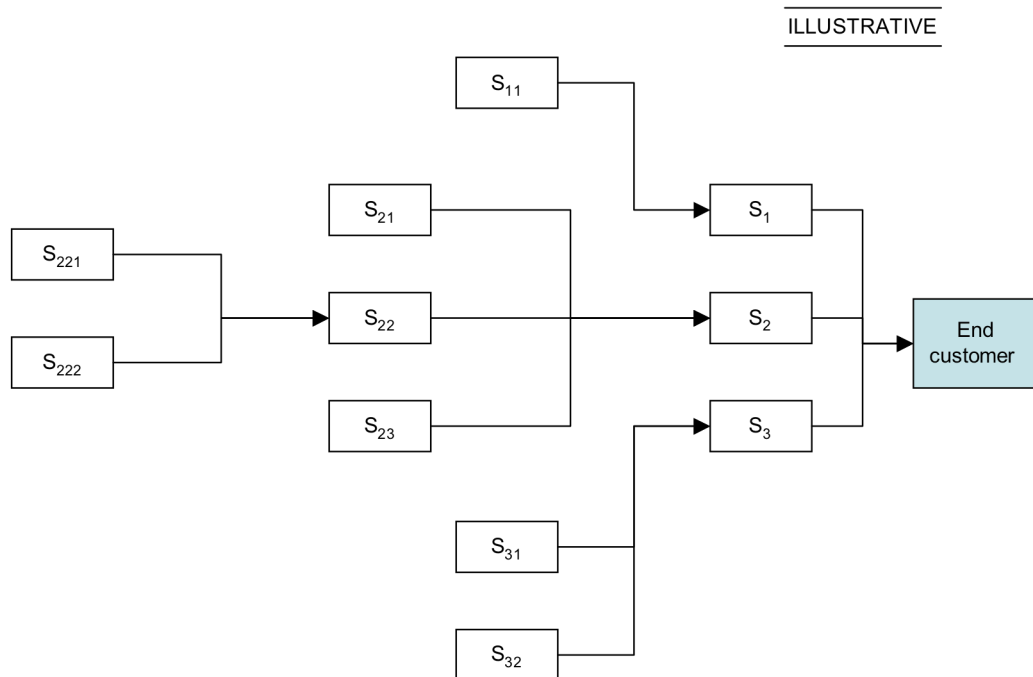 ILLUSTRATIVE
S₁₁
S₂₁
S₁
S₂₂₁
S₂₂
S₂
End
customer
S₂₂₂
S₂₃
S₃
S₃₁
S₃₂